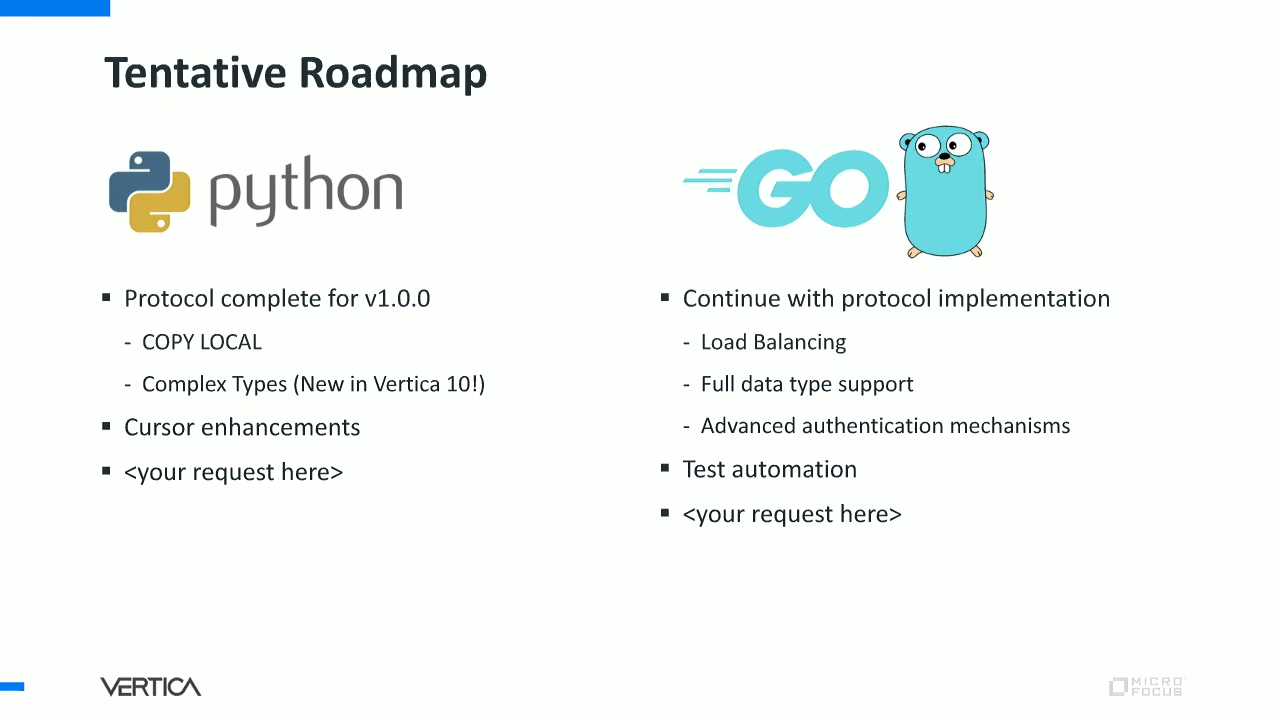 Tentative Roadmap
python
GO
▪ Protocol complete for v1.0.0
- COPY LOCAL
- Complex Types (New in Vertica 10!)
▪ Cursor enhancements
▪ <your request here>
▪ Continue with protocol implementation
- Load Balancing
- Full data type support
- Advanced authentication mechanisms
▪ Test automation
▪ <your request here>
VERTICA
MICRO
FOCUS